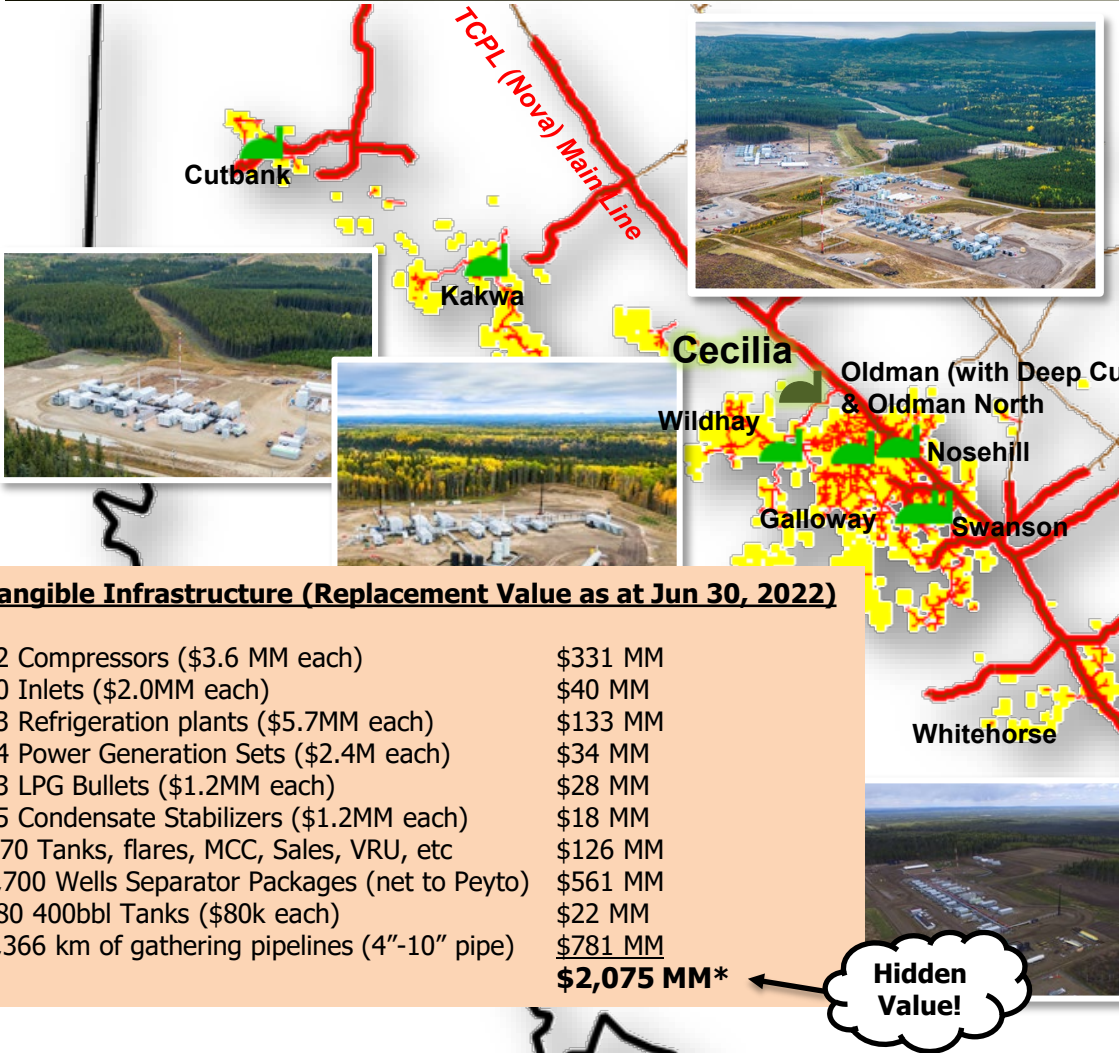 TCPL (Nova) Main Line
Cutbank
Kakwa
Cecilia
Oldman (with Deep Cu
& Oldman North
Wildhay
Nosehill
Galloway
Swanson
Whitehorse
angible Infrastructure (Replacement Value as at Jun 30, 2022)
2 Compressors ($3.6 MM each) $331 MM
0 Inlets ($2.0MM each) $40 MM
3 Refrigeration plants ($5.7MM each) $133 MM
4 Power Generation Sets ($2.4M each) $34 MM
3 LPG Bullets ($1.2MM each) $28 MM
5 Condensate Stabilizers ($1.2MM each) $18 MM
70 Tanks, flares, MCC, Sales, VRU, etc $126 MM
,700 Wells Separator Packages (net to Peyto) $561 MM
80 400bbl Tanks ($80k each) $22 MM
,366 km of gathering pipelines (4”-10” pipe) $781 MM
$2,075 MM*
Hidden
Value!